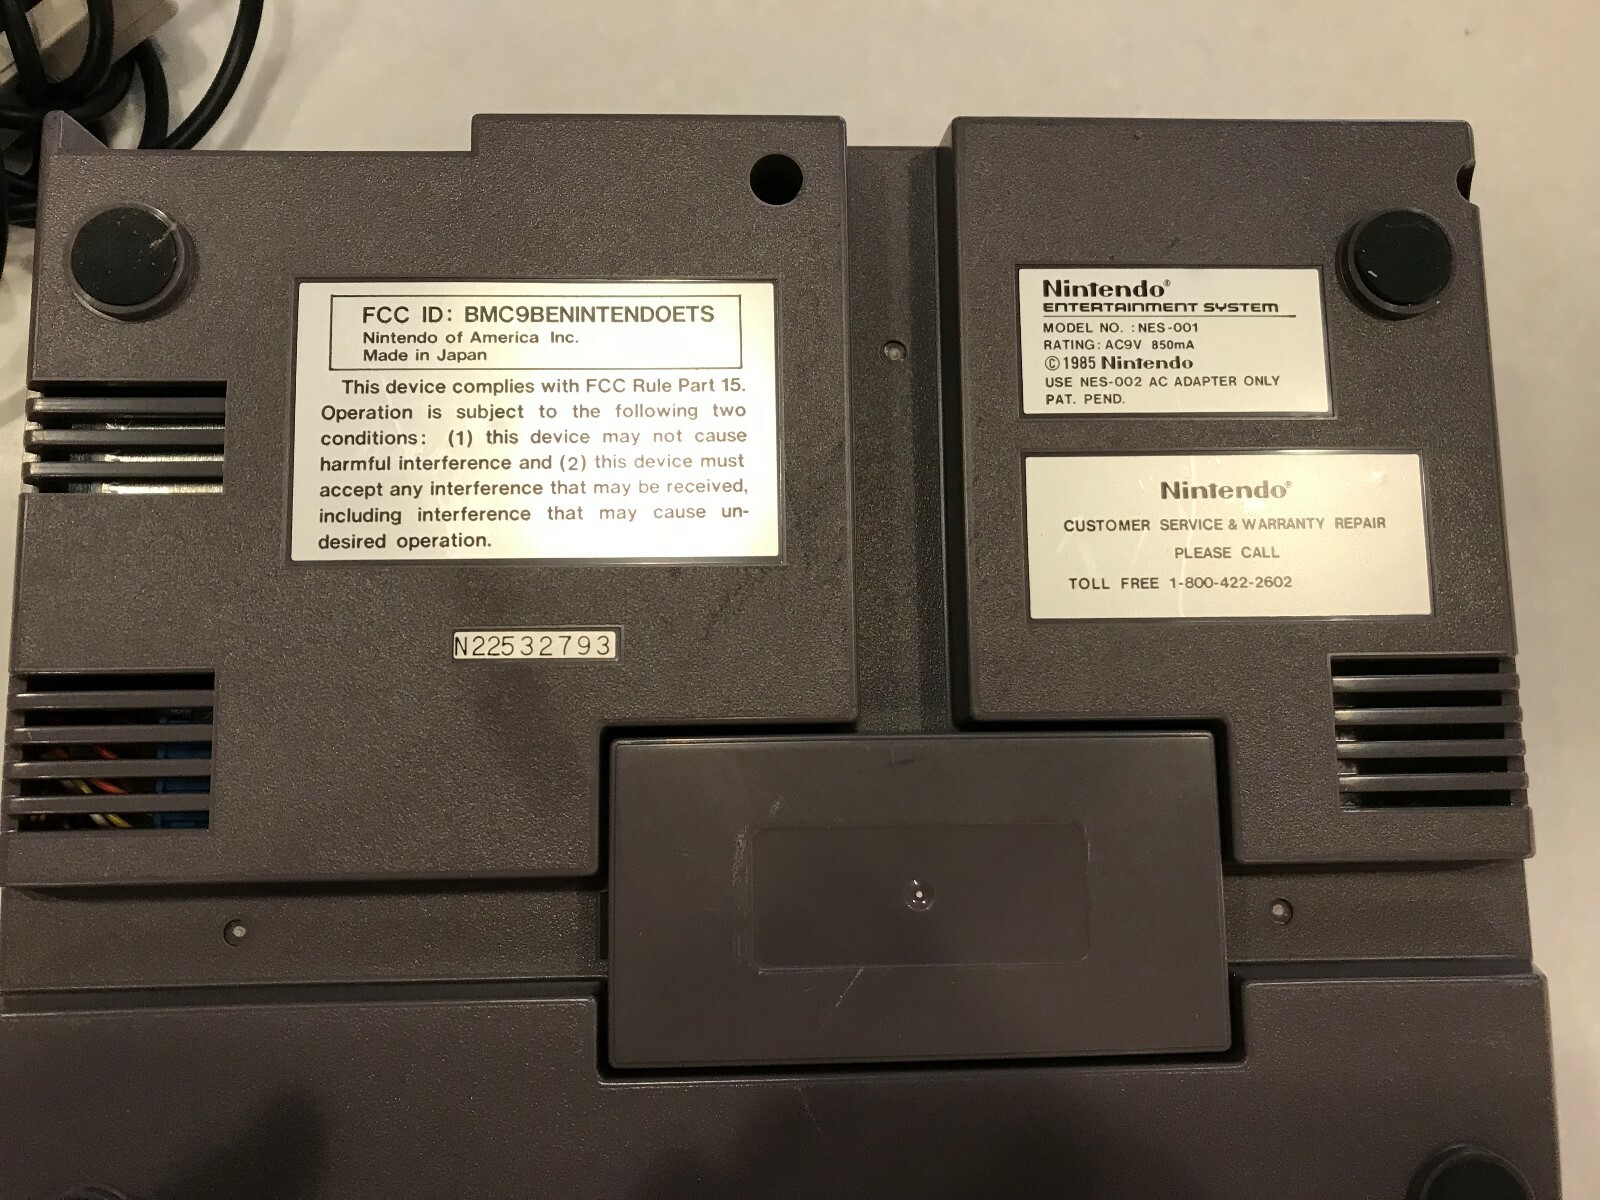 FCC ID: BMC9BENINTENDOETS
Nintendo of America Inc.
Made in Japan
This device complies with FCC Rule Part 15.
Operation is subject to the following two
conditions: (1) this device may not cause
harmful interference and (2) this device must
accept any interference that may be received,
including interference that may cause un-
desired operation.
N22532793
Nintendo®
ENTERTAINMENT SYSTEM
MODEL NO. : NES-001
RATING: AC9V 850mA
©1985 Nintendo
USE NES-002 AC ADAPTER ONLY
PAT. PEND.
Nintendo®
CUSTOMER SERVICE & WARRANTY REPAIR
PLEASE CALL
TOLL FREE 1-800-422-2602